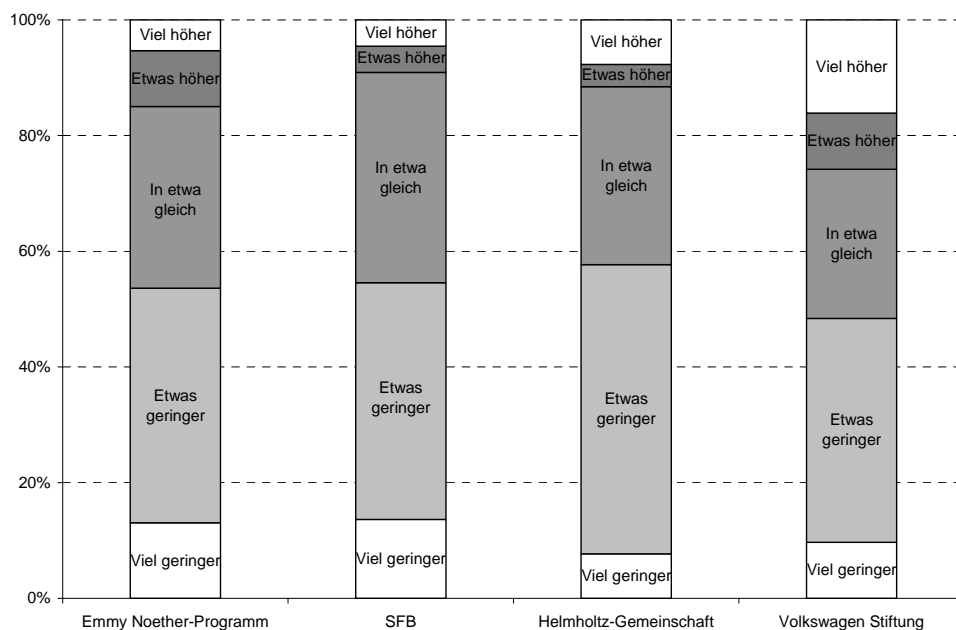 100%
80%
60%
40%
20%
0%
Viel höher
Etwas höher
In etwa
gleich
Etwas
geringer
Viel geringer
Viel höher
Etwas höher
In etwa
gleich
Etwas
geringer
Viel geringer
Viel höher
Etwas höher
In etwa
gleich
Etwas
geringer
Viel geringer
Viel höher
Etwas höher
In etwa
gleich
Etwas
geringer
Viel geringer
Emmy Noether-Programm
SFB
Helmholtz-Gemeinschaft
Volkswagen Stiftung